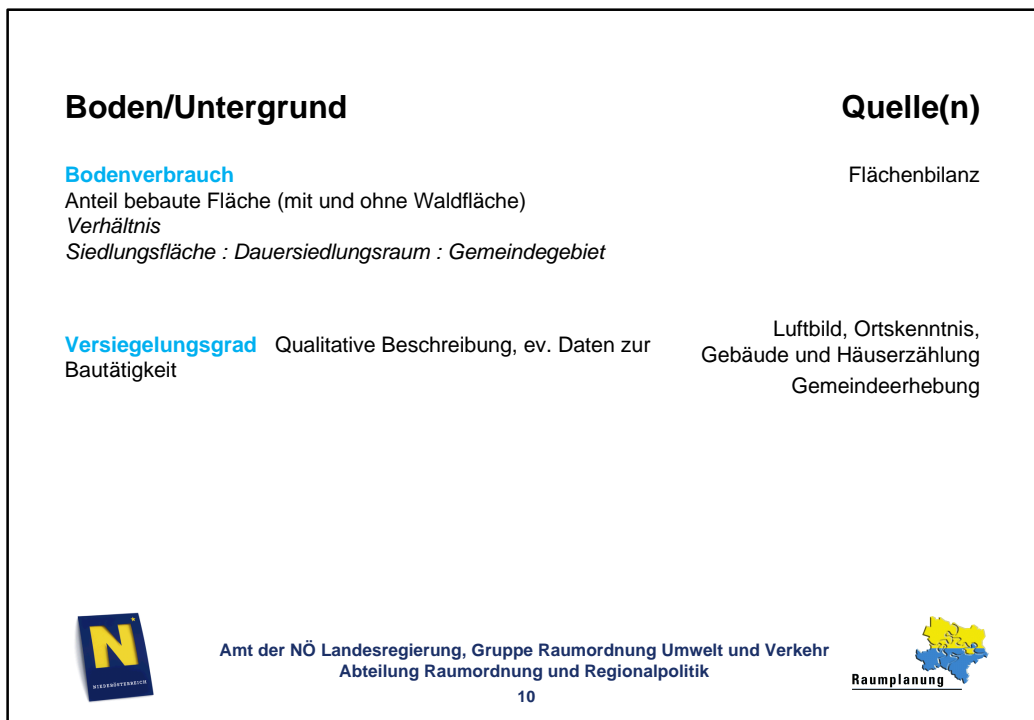 Boden/Untergrund
Quelle(n)
Bodenverbrauch
Flächenbilanz
Anteil bebaute Fläche (mit und ohne Waldfläche)
Verhältnis
Siedlungsfläche : Dauersiedlungsraum : Gemeindegebiet
Versiegelungsgrad Qualitative Beschreibung, ev. Daten zur
Bautätigkeit
Luftbild, Ortskenntnis,
Gebäude und Häuserzählung
Gemeindeerhebung
N
NIEDERÖSTERREICH
Amt der NÖ Landesregierung, Gruppe Raumordnung Umwelt und Verkehr
Abteilung Raumordnung und Regionalpolitik
10
Raumplanung